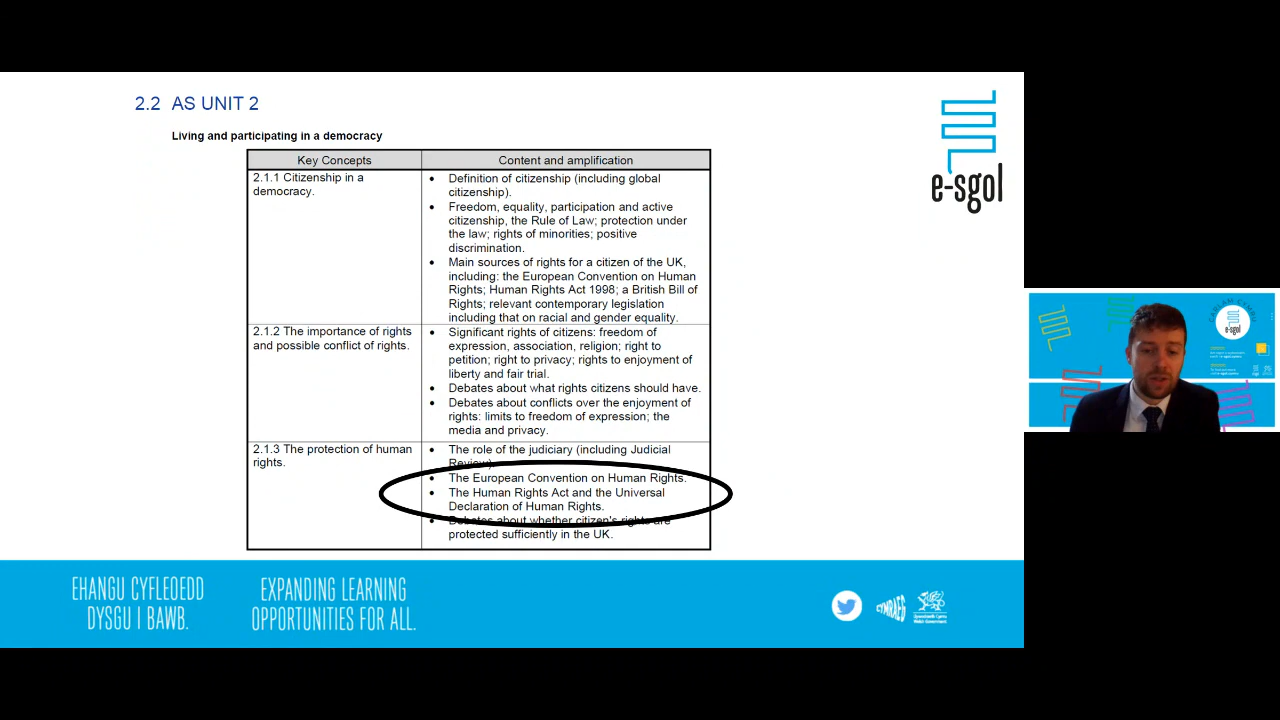 2.2 AS UNIT 2
Living and participating in a democracy
Key Concepts
Content and amplification
2.1.1 Citizenship in a
democracy.
• Definition of citizenship (including global
citizenship).
• Freedom, equality, participation and active
citizenship, the Rule of Law; protection under
the law; rights of minorities; positive
discrimination.
• Main sources of rights for a citizen of the UK,
including: the European Convention on Human
Rights; Human Rights Act 1998; a British Bill of
Rights; relevant contemporary legislation
including that on racial and gender equality.
2.1.2 The importance of rights
and possible conflict of rights.
• Significant rights of citizens: freedom of
expression, association, religion; right to
petition; right to privacy; rights to enjoyment of
liberty and fair trial.
• Debates about what rights citizens should have.
• Debates about conflicts over the enjoyment of
rights: limits to freedom of expression; the
media and privacy.
2.1.3 The protection of human
rights.
• The role of the judiciary (including Judicial
Review)
• The European Convention on Human Rights.
• The Human Rights Act and the Universal
Declaration of Human Rights.
• Debates about whether citizen's rights are
protected sufficiently in the UK.
e-sgol
EHANGU CYFLEOEDD
DYSGU I BAWB.
EXPANDING LEARNING
OPPORTUNITIES FOR ALL.
CYMRAEG
Llywodraeth Cymru
Welsh Government
e-sgol